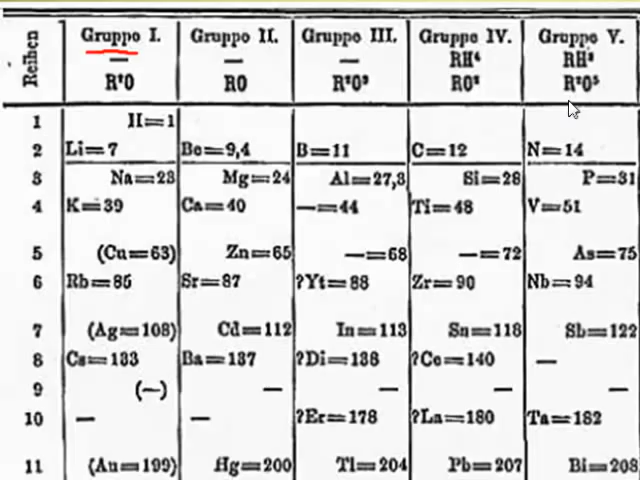 Reihen Gruppo I. Gruppo II. Gruppo III. Gruppo IV. Gruppo V.
— — — RH⁴ RH³
R²O RO R²O³ RO² R²O⁵
1 H=1
2 Li=7 Be=9,4 B=11 C=12 N=14
3 Na=23 Mg=24 Al=27,3 Si=28 P=31
4 K=39 Ca=40 —=44 Ti=48 V=51
5 (Cu=63) Zn=65 —=68 —=72 As=75
6 Rb=85 Sr=87 ?Yt=88 Zr=90 Nb=94
7 (Ag=108) Cd=112 In=113 Sn=118 Sb=122
8 Cs=133 Ba=137 ?Di=138 ?Ce=140 —
9 (—) — — — —
10 — — ?Er=178 ?La=180 Ta=182
11 (Au=199) Hg=200 Tl=204 Pb=207 Bi=208